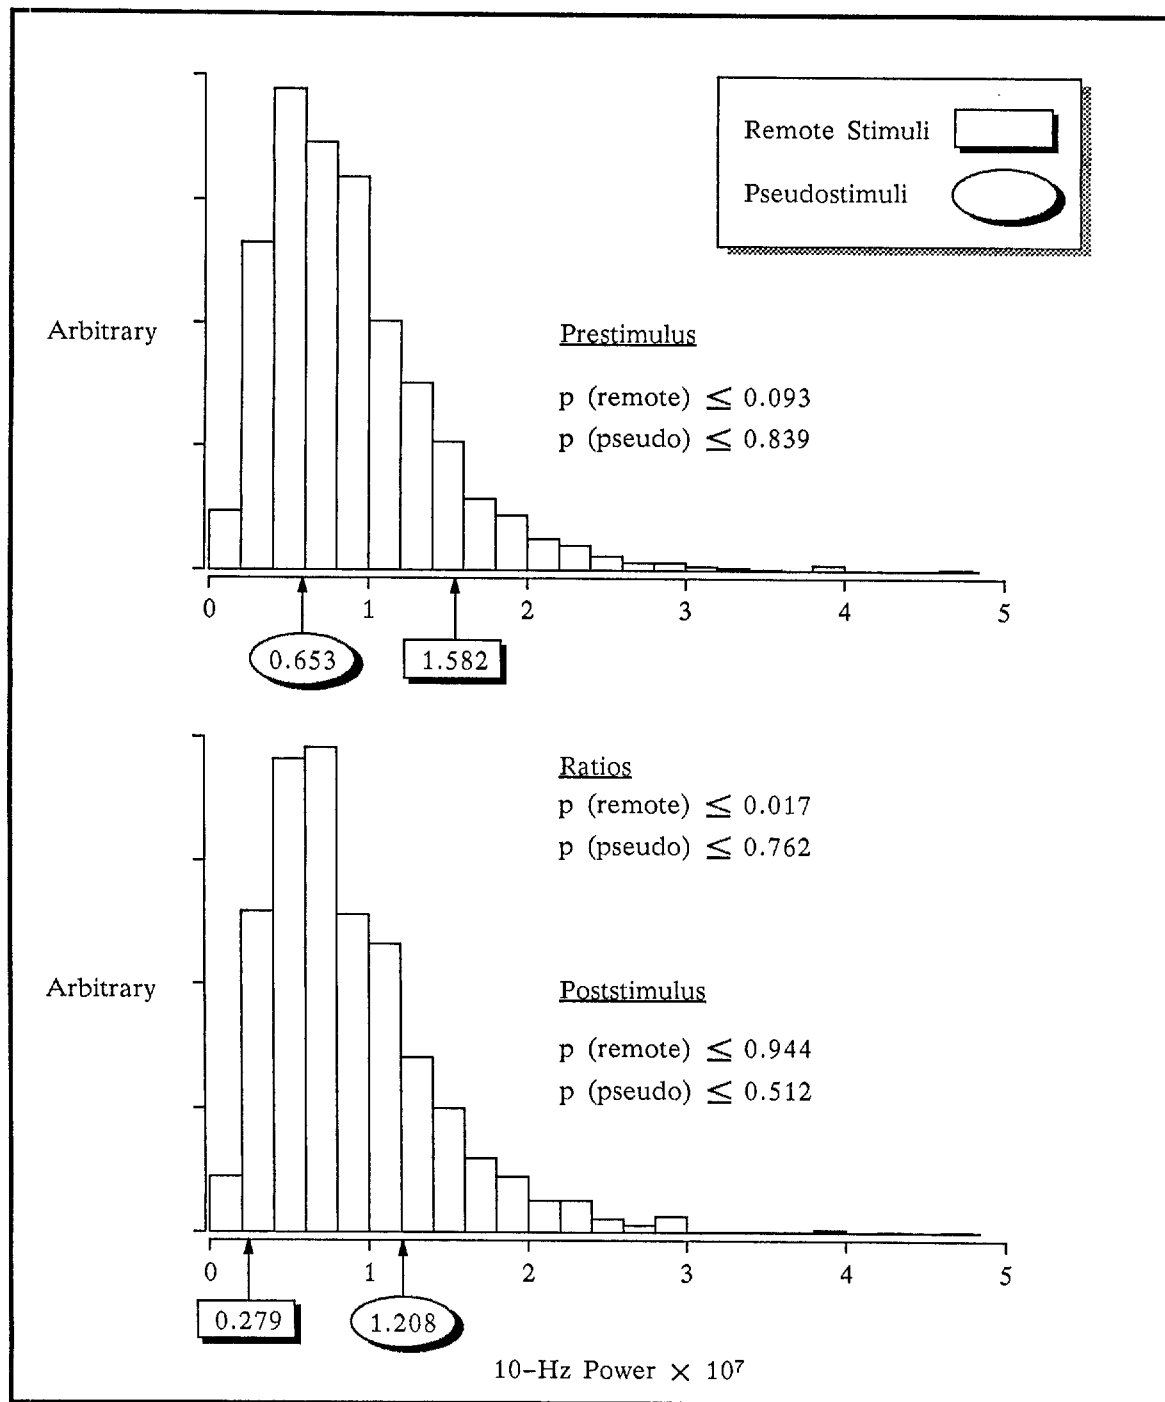 Remote Stimuli
Pseudostimuli
Arbitrary
Prestimulus
p (remote) ≤ 0.093
p (pseudo) ≤ 0.839
0 1 2 3 4 5
0.653 1.582
Ratios
p (remote) ≤ 0.017
p (pseudo) ≤ 0.762
Arbitrary
Poststimulus
p (remote) ≤ 0.944
p (pseudo) ≤ 0.512
0 1 2 3 4 5
0.279 1.208
10-Hz Power × 10⁷